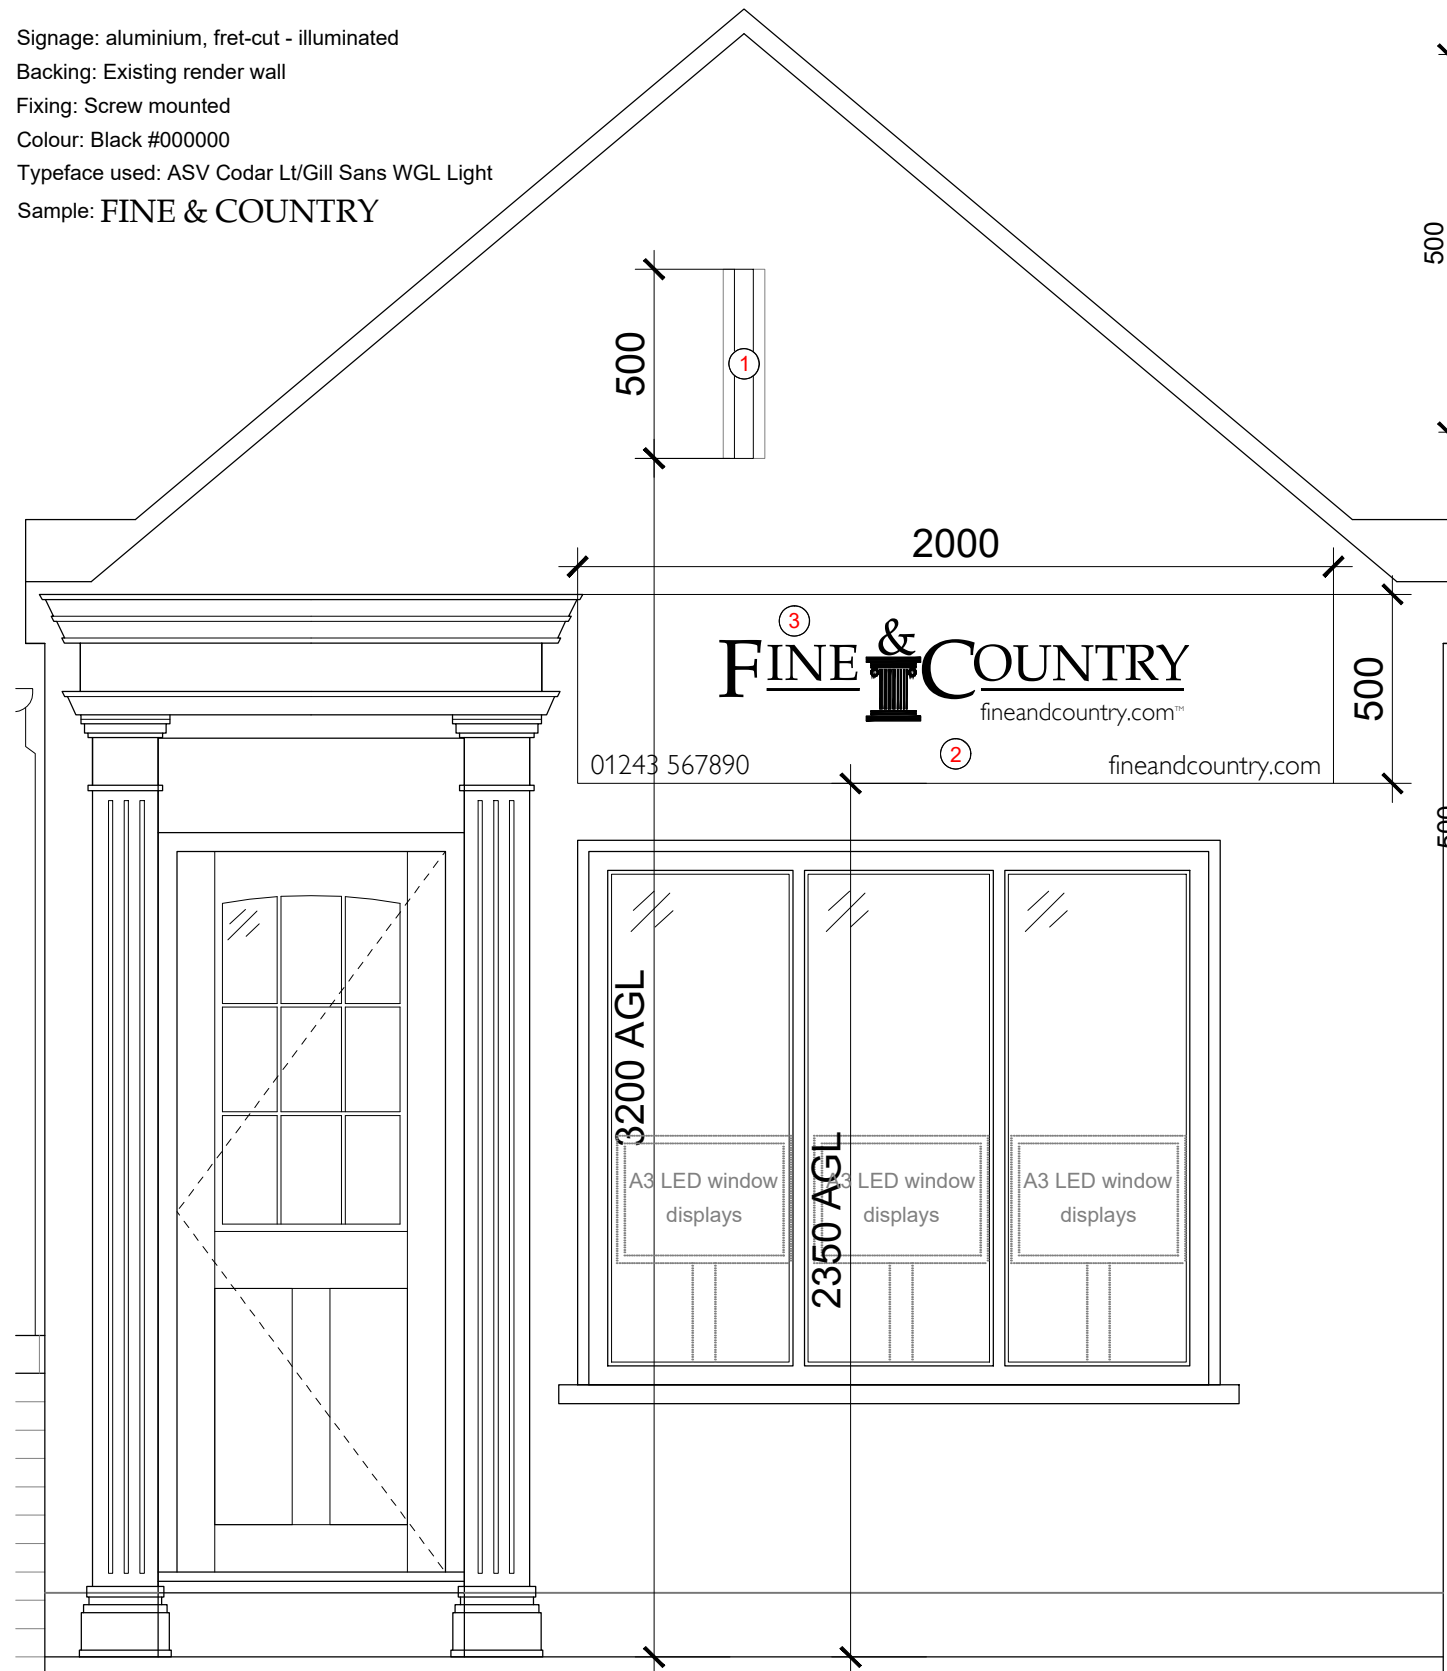 Signage: aluminium, fret-cut - illuminated
Backing: Existing render wall
Fixing: Screw mounted
Colour: Black #000000
Typeface used: ASV Codar Lt/Gill Sans WGL Light
Sample: FINE & COUNTRY
500
500
1
2000
3
FINE & COUNTRY
fineandcountry.com™
500
2
01243 567890
fineandcountry.com
500
3200 AGL
2350 AGL
A3 LED window
displays
A3 LED window
displays
A3 LED window
displays